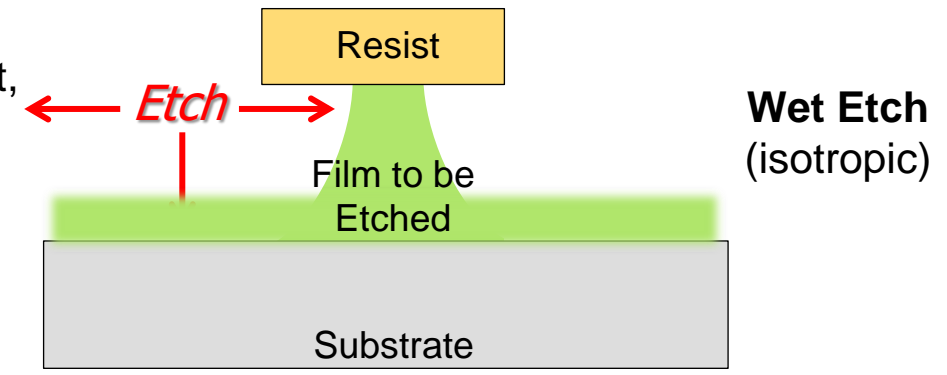 Resist
t,
Etch
Wet Etch
(isotropic)
Film to be
Etched
Substrate